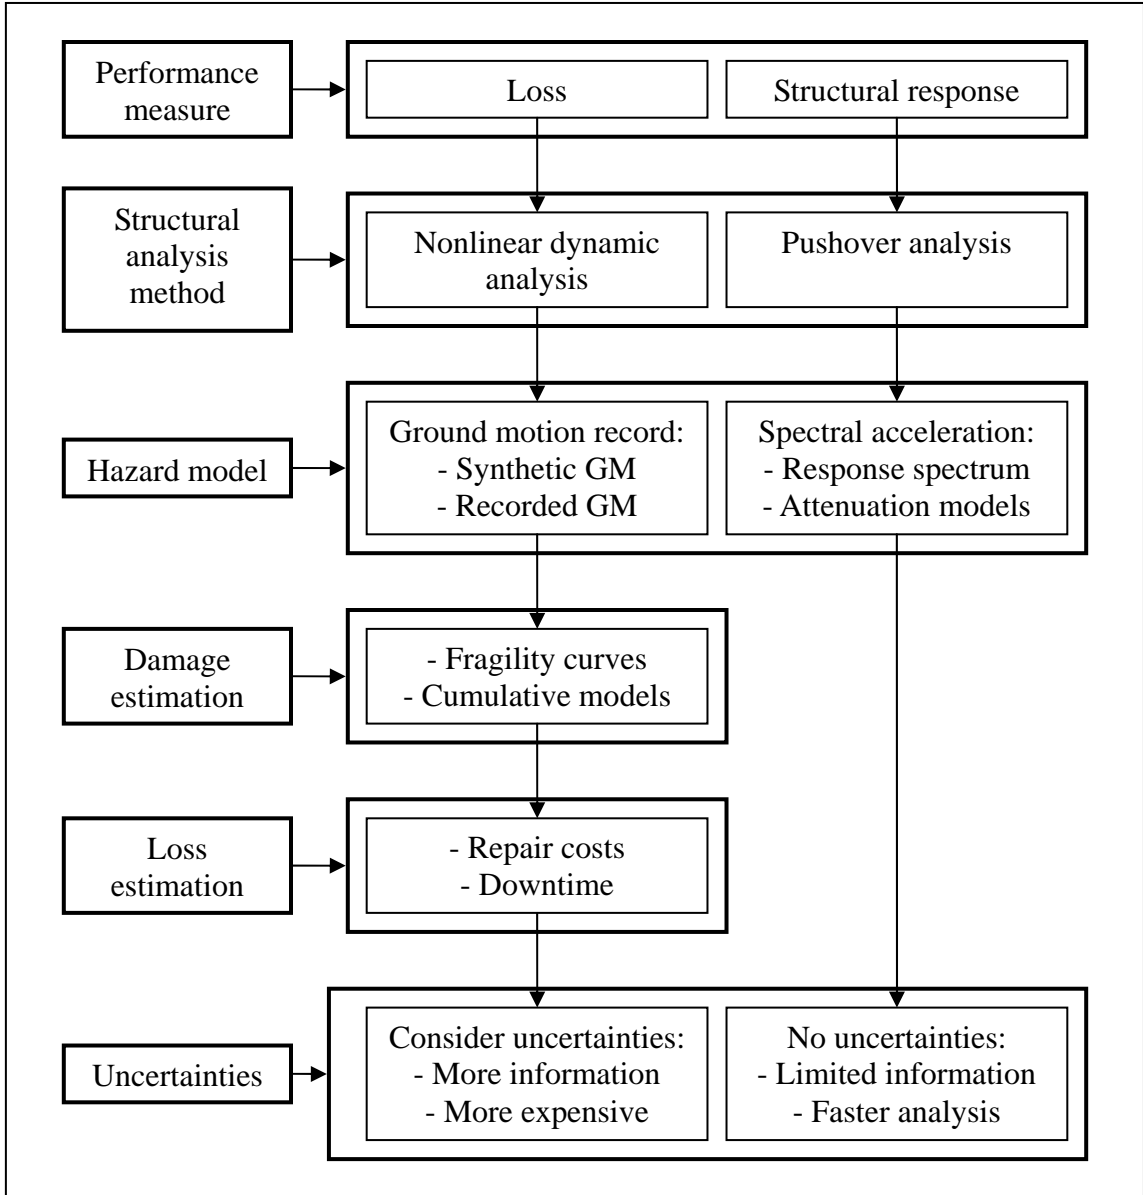 Performance
measure
Loss
Structural response
Structural
analysis
method
Nonlinear dynamic
analysis
Pushover analysis
Hazard model
Ground motion record:
- Synthetic GM
- Recorded GM
Spectral acceleration:
- Response spectrum
- Attenuation models
Damage
estimation
- Fragility curves
- Cumulative models
Loss
estimation
- Repair costs
- Downtime
Uncertainties
Consider uncertainties:
- More information
- More expensive
No uncertainties:
- Limited information
- Faster analysis